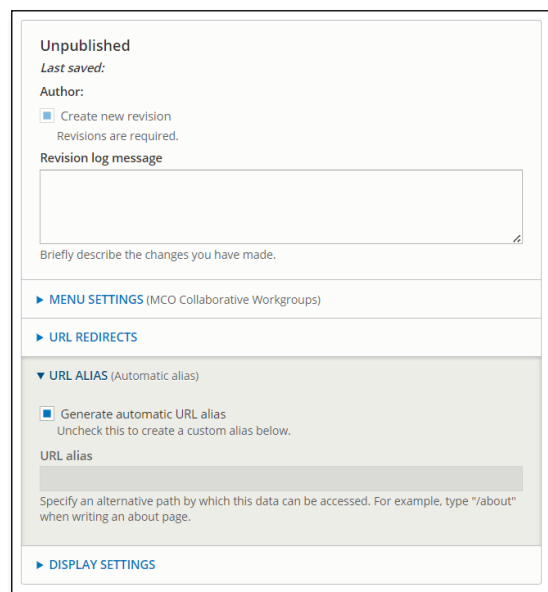 Unpublished
Last saved:
Author:
Create new revision
Revisions are required.
Revision log message
Briefly describe the changes you have made.
MENU SETTINGS (MCO Collaborative Workgroups)
URL REDIRECTS
URL ALIAS (Automatic alias)
Generate automatic URL alias
Uncheck this to create a custom alias below.
URL alias
Specify an alternative path by which this data can be accessed. For example, type "/about"
when writing an about page.
DISPLAY SETTINGS